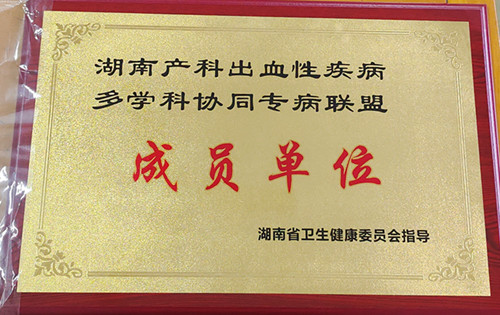 湖南产科出血性疾病
多学科协同专病联盟
成员单位
湖南省卫生健康委员会指导